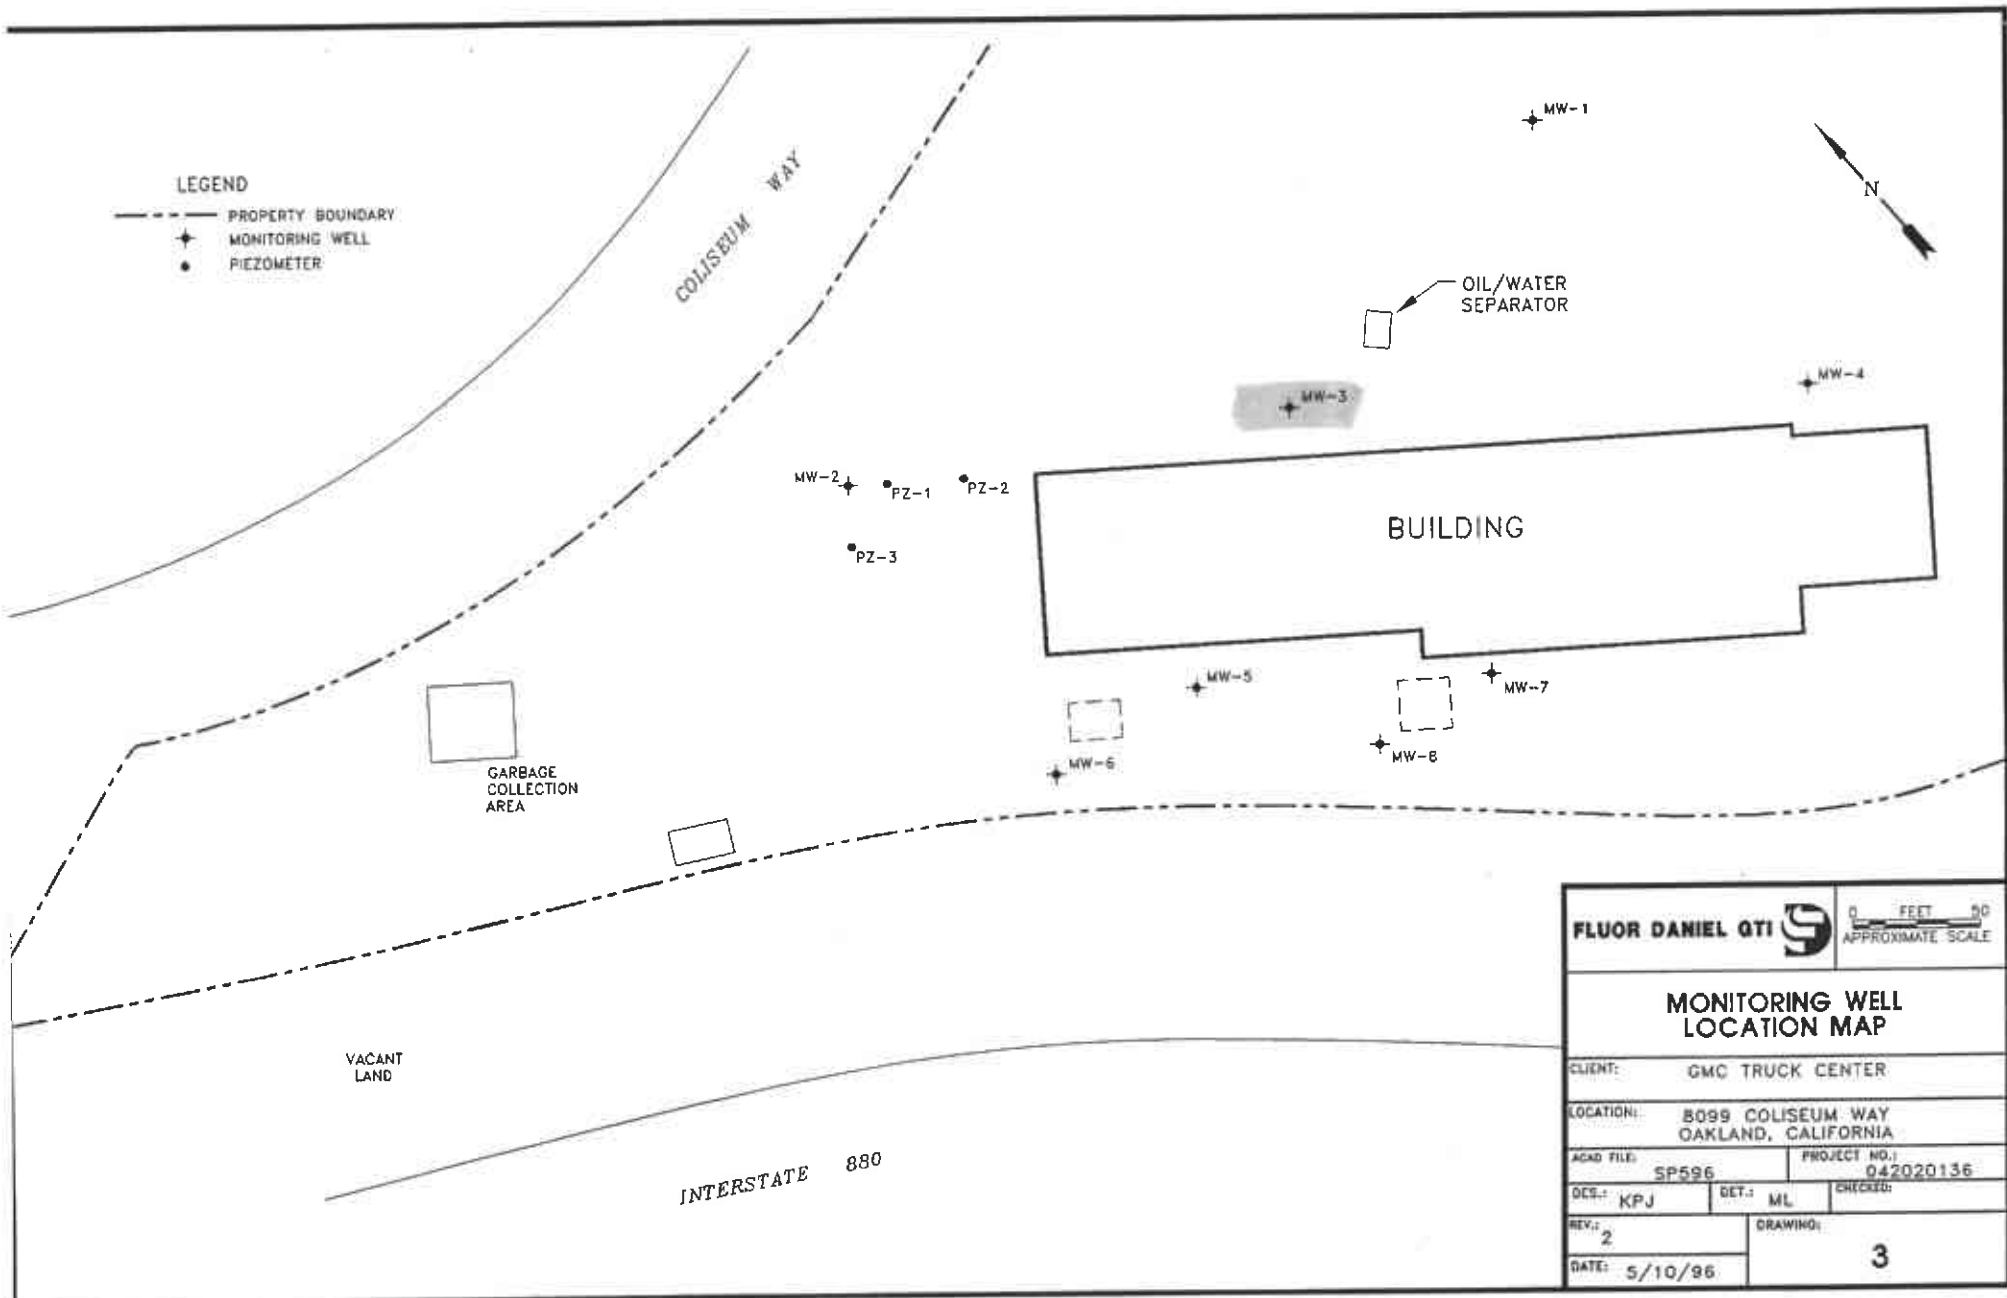 LEGEND
PROPERTY BOUNDARY
MONITORING WELL
PIEZOMETER
COLISEUM WAY
MW-1
N
OIL/WATER
SEPARATOR
MW-3
MW-4
MW-2
PZ-1
PZ-2
PZ-3
BUILDING
MW-5
MW-7
MW-6
MW-8
GARBAGE
COLLECTION
AREA
VACANT
LAND
INTERSTATE 880
FLUOR DANIEL GTI
0 FEET 50
APPROXIMATE SCALE
MONITORING WELL
LOCATION MAP
CLIENT: GMC TRUCK CENTER
LOCATION: 8099 COLISEUM WAY
OAKLAND, CALIFORNIA
ACAD FILE: SP596
PROJECT NO.: 042020136
DES.: KPJ
DET.: ML
CHECKED:
REV.: 2
DRAWING: 3
DATE: 5/10/96